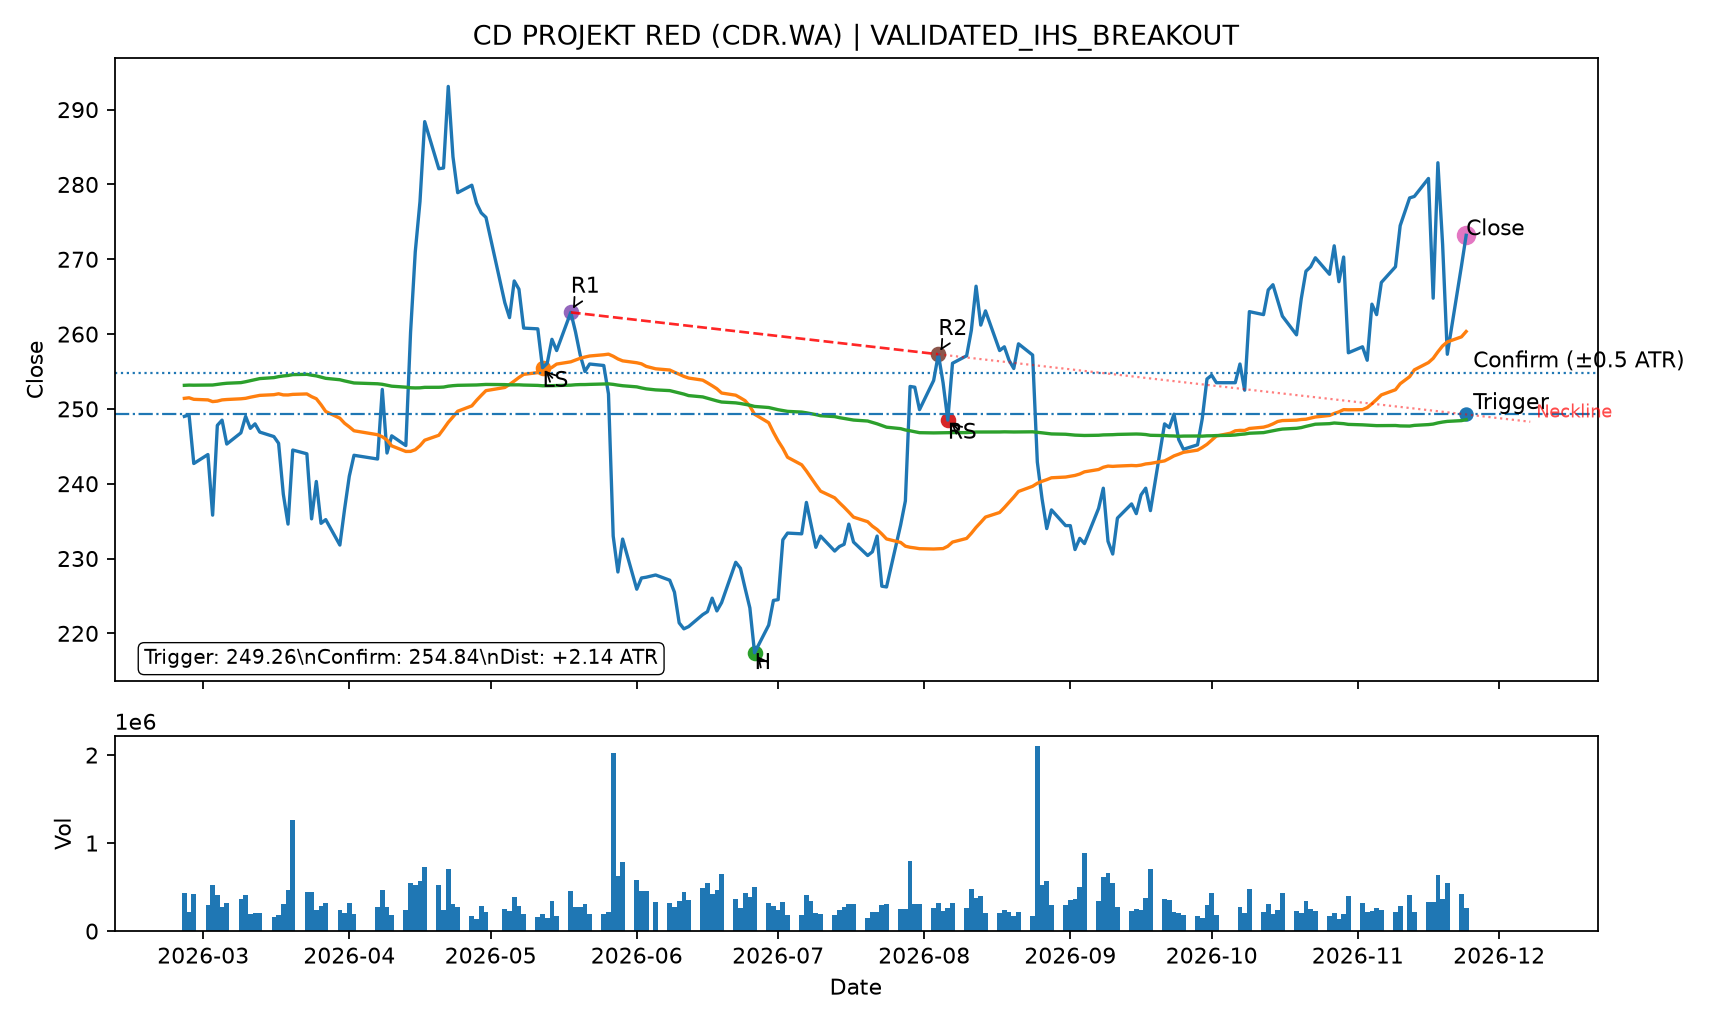 CD PROJEKT RED (CDR.WA) | VALIDATED_IHS_BREAKOUT
Close
290
280
270
260
250
240
230
220
R1
LS
R2
RS
H
Close
Confirm (±0.5 ATR)
Trigger
Neckline
Trigger: 249.26\nConfirm: 254.84\nDist: +2.14 ATR
1e6
Vol
2
1
0
2026-03 2026-04 2026-05 2026-06 2026-07 2026-08 2026-09 2026-10 2026-11 2026-12
Date